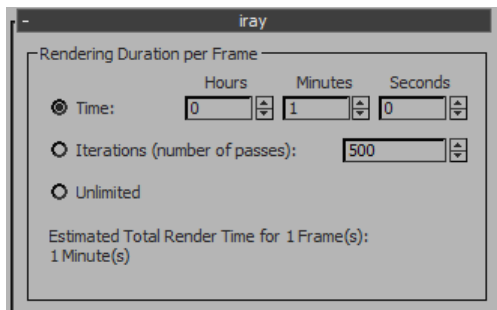 - iray
Rendering Duration per Frame
Hours Minutes Seconds
Time: 0 1 0
Iterations (number of passes): 500
Unlimited
Estimated Total Render Time for 1 Frame(s):
1 Minute(s)